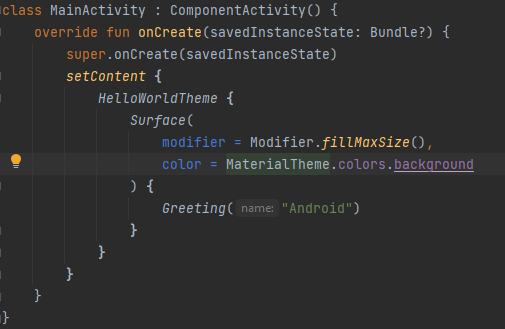 class MainActivity : ComponentActivity() {
override fun onCreate(savedInstanceState: Bundle?) {
super.onCreate(savedInstanceState)
setContent {
HelloWorldTheme {
Surface(
modifier = Modifier.fillMaxSize(),
color = MaterialTheme.colors.background
) {
Greeting( name: "Android")
}
}
}
}
}